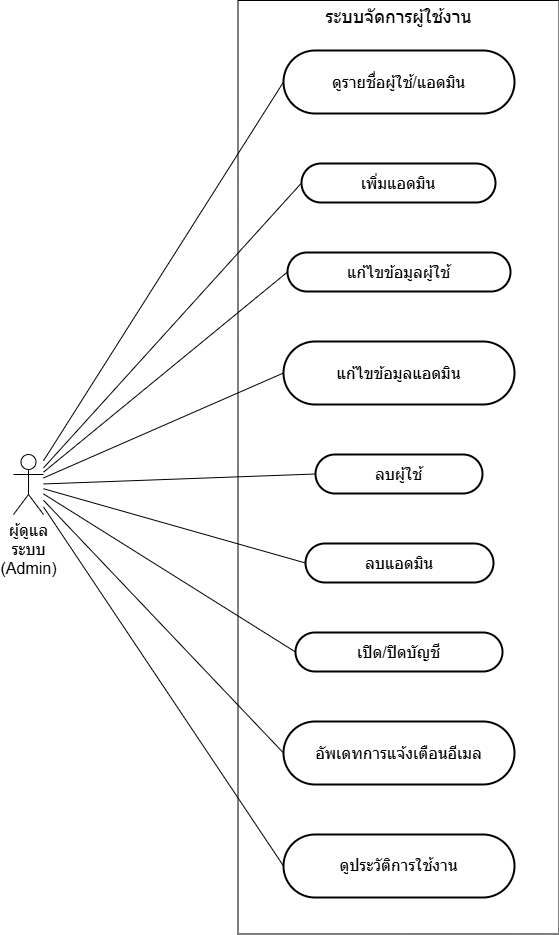 ระบบจัดการผู้ใช้งาน
ดูรายชื่อผู้ใช้/แอดมิน
เพิ่มแอดมิน
แก้ไขข้อมูลผู้ใช้
แก้ไขข้อมูลแอดมิน
ลบผู้ใช้
ลบแอดมิน
เปิด/ปิดบัญชี
อัพเดทการแจ้งเตือนอีเมล
ดูประวัติการใช้งาน
ผู้ดูแล
ระบบ
(Admin)